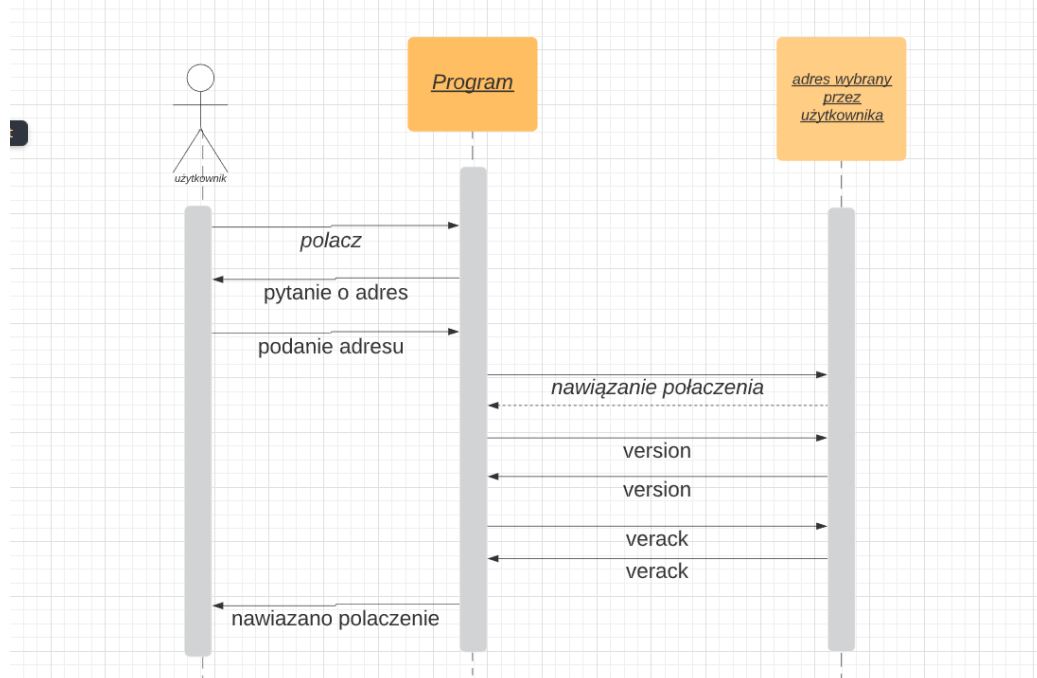 Program
adres wybrany
przez
użytkownika
użytkownik
polacz
pytanie o adres
podanie adresu
nawiązanie połaczenia
version
version
verack
verack
nawiazano polaczenie